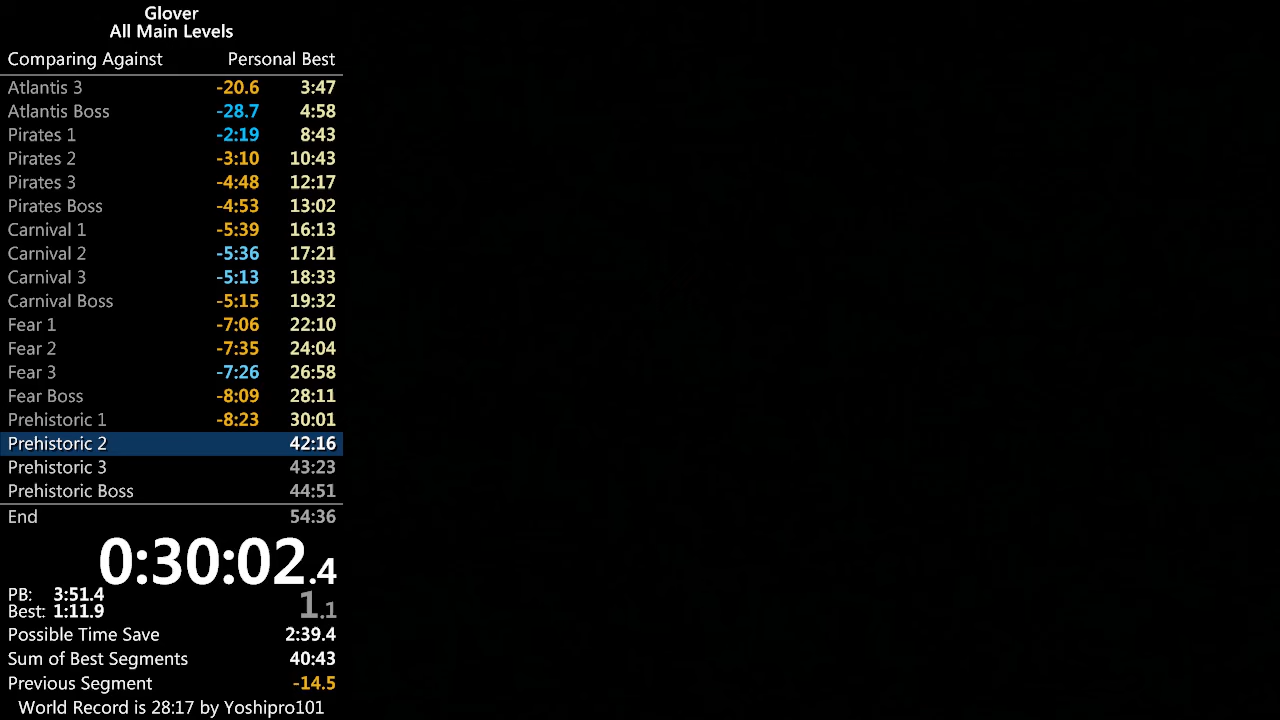 Glover
All Main Levels
Comparing Against Personal Best
Atlantis 3 -20.6 3:47
Atlantis Boss -28.7 4:58
Pirates 1 -2:19 8:43
Pirates 2 -3:10 10:43
Pirates 3 -4:48 12:17
Pirates Boss -4:53 13:02
Carnival 1 -5:39 16:13
Carnival 2 -5:36 17:21
Carnival 3 -5:13 18:33
Carnival Boss -5:15 19:32
Fear 1 -7:06 22:10
Fear 2 -7:35 24:04
Fear 3 -7:26 26:58
Fear Boss -8:09 28:11
Prehistoric 1 -8:23 30:01
Prehistoric 2 42:16
Prehistoric 3 43:23
Prehistoric Boss 44:51
End 54:36
0:30:02.4
PB: 3:51.4
Best: 1:11.9 1.1
Possible Time Save 2:39.4
Sum of Best Segments 40:43
Previous Segment -14.5
World Record is 28:17 by Yoshipro101